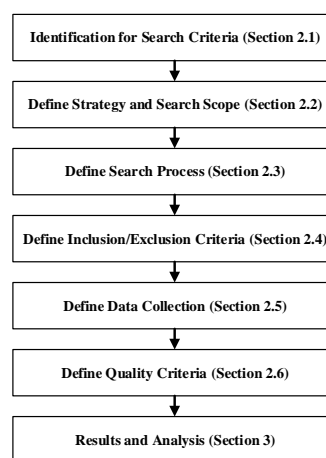 Identification for Search Criteria (Section 2.1)
Define Strategy and Search Scope (Section 2.2)
Define Search Process (Section 2.3)
Define Inclusion/Exclusion Criteria (Section 2.4)
Define Data Collection (Section 2.5)
Define Quality Criteria (Section 2.6)
Results and Analysis (Section 3)